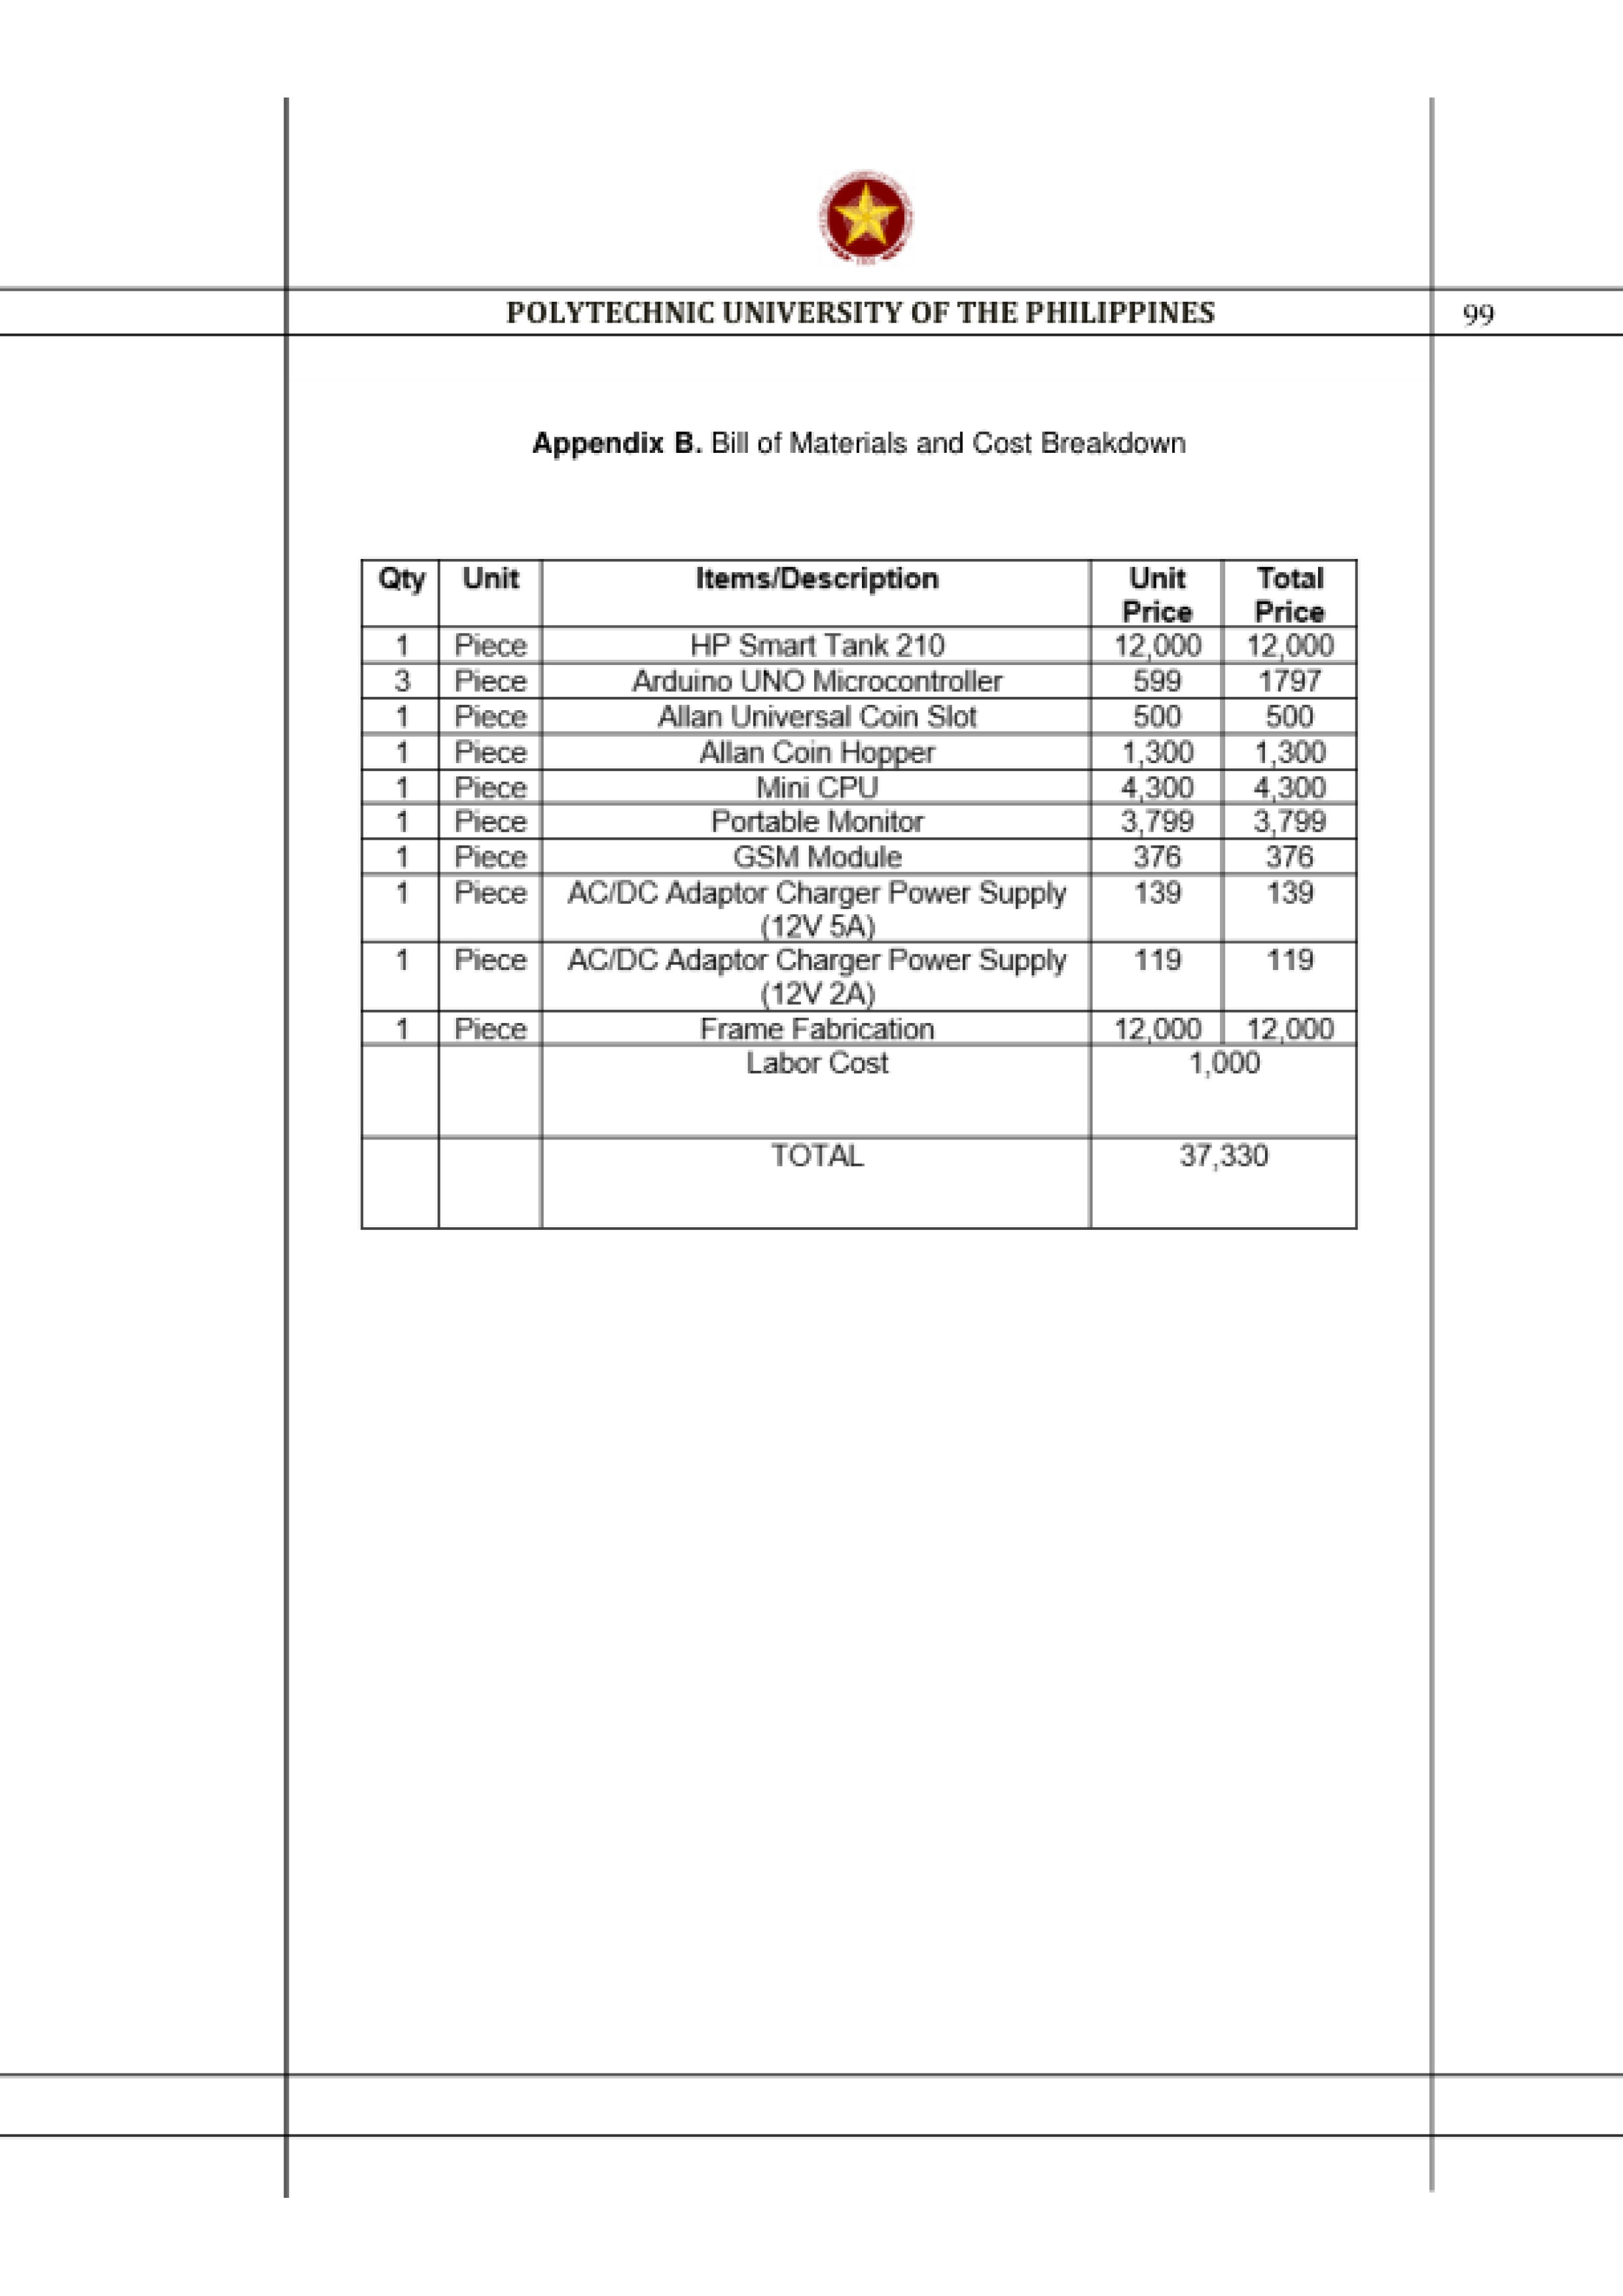 POLYTECHNIC UNIVERSITY OF THE PHILIPPINES 99
Appendix B. Bill of Materials and Cost Breakdown
Qty Unit Items/Description Unit Price Total Price
1 Piece HP Smart Tank 210 12,000 12,000
3 Piece Arduino UNO Microcontroller 599 1797
1 Piece Allan Universal Coin Slot 500 500
1 Piece Allan Coin Hopper 1,300 1,300
1 Piece Mini CPU 4,300 4,300
1 Piece Portable Monitor 3,799 3,799
1 Piece GSM Module 376 376
1 Piece AC/DC Adaptor Charger Power Supply 139 139
(12V 5A)
1 Piece AC/DC Adaptor Charger Power Supply 119 119
(12V 2A)
1 Piece Frame Fabrication 12,000 12,000
Labor Cost 1,000
TOTAL 37,330